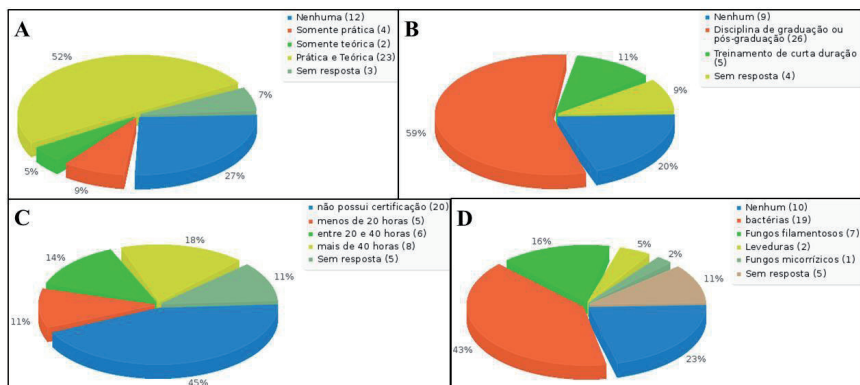 A
Nenhuma (12)
Somente prática (4)
Somente teórica (2)
Prática e Teórica (23)
Sem resposta (3)
52%
7%
5%
9%
27%
B
Nenhum (9)
Disciplina de graduação ou
pós-graduação (26)
Treinamento de curta duração
(5)
Sem resposta (4)
11%
9%
59%
20%
C
não possui certificação (20)
menos de 20 horas (5)
entre 20 e 40 horas (6)
mais de 40 horas (8)
Sem resposta (5)
18%
14%
11%
11%
45%
D
Nenhum (10)
bactérias (19)
Fungos filamentosos (7)
Leveduras (2)
Fungos micorrízicos (1)
Sem resposta (5)
16%
5%
2%
11%
43%
23%